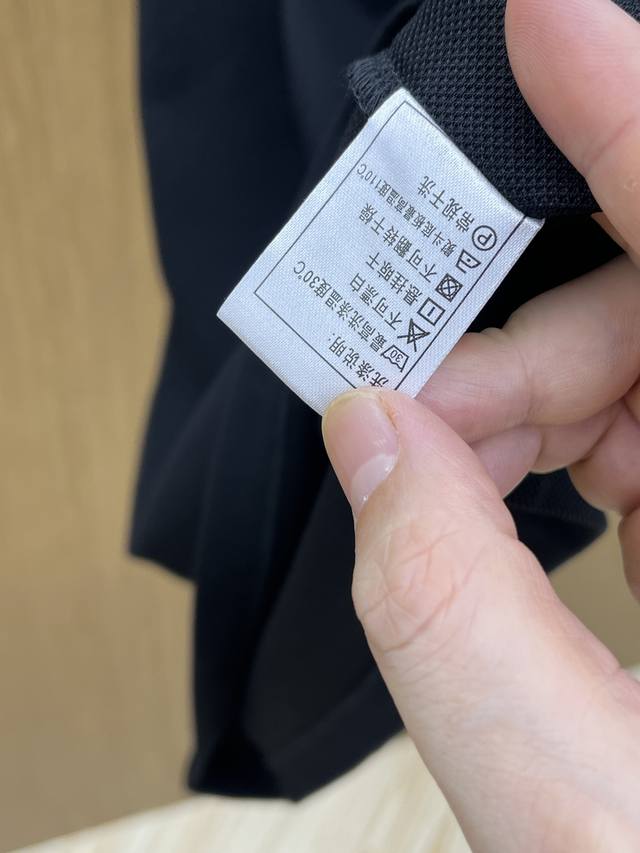 洗涤说明:
30 最高洗涤温度30℃
不可漂白
悬挂晾干
不可翻转干燥
熨斗底板最高温度110℃
P 常规干洗